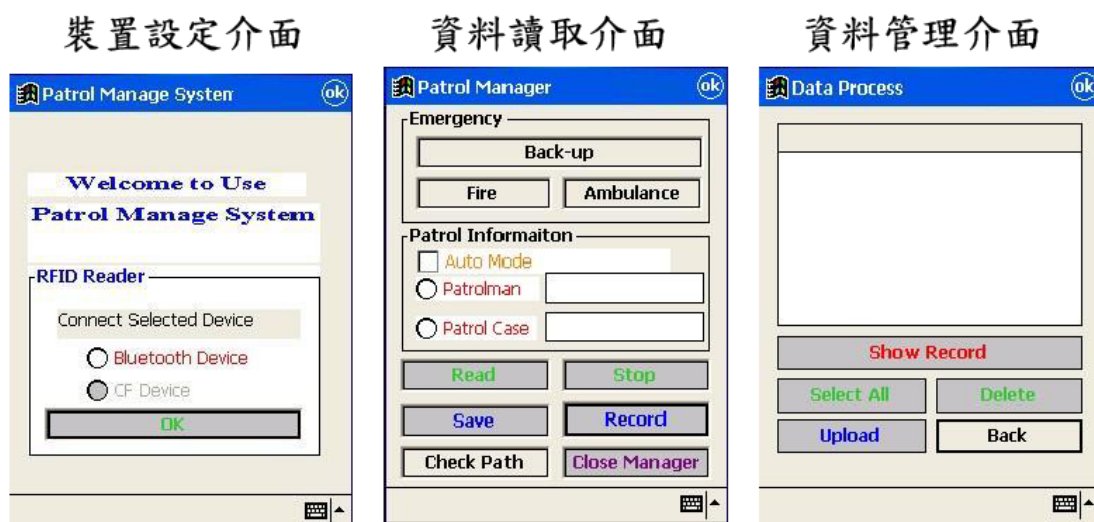 裝置設定介面
資料讀取介面
資料管理介面
Patrol Manage System
ok
Welcome to Use
Patrol Manage System
RFID Reader
Connect Selected Device
Bluetooth Device
CF Device
OK
Patrol Manager
ok
Emergency
Back-up
Fire
Ambulance
Patrol Informaiton
Auto Mode
Patrolman
Patrol Case
Read
Stop
Save
Record
Check Path
Close Manager
Data Process
ok
Show Record
Select All
Delete
Upload
Back